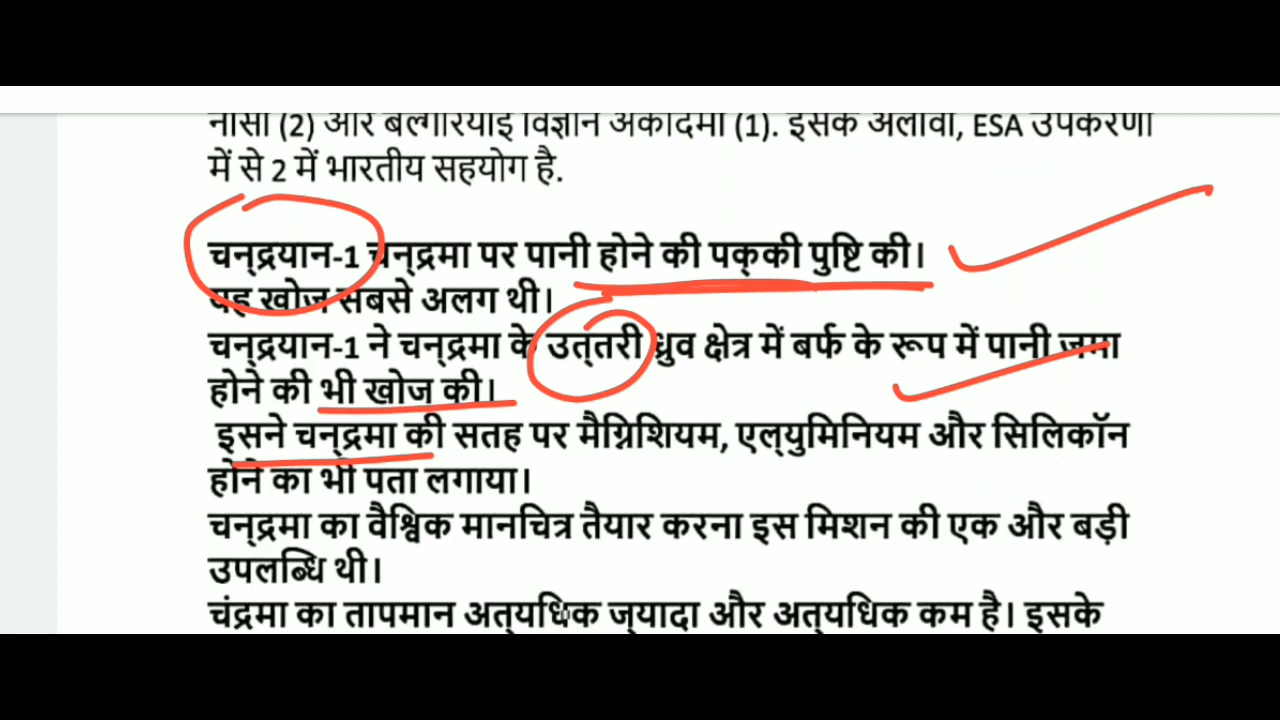 नासा (2) और बल्गेरियाई विज्ञान अकादमी (1). इसके अलावा, ESA उपकरणों
में से 2 में भारतीय सहयोग है.
चन्द्रयान-1 चन्द्रमा पर पानी होने की पक्की पुष्टि की।
यह खोज सबसे अलग थी।
चन्द्रयान-1 ने चन्द्रमा के उत्तरी ध्रुव क्षेत्र में बर्फ के रूप में पानी जमा
होने की भी खोज की।
इसने चन्द्रमा की सतह पर मैग्निशियम, एल्युमिनियम और सिलिकॉन
होने का भी पता लगाया।
चन्द्रमा का वैश्विक मानचित्र तैयार करना इस मिशन की एक और बड़ी
उपलब्धि थी।
चंद्रमा का तापमान अत्यधिक ज्यादा और अत्यधिक कम है। इसके